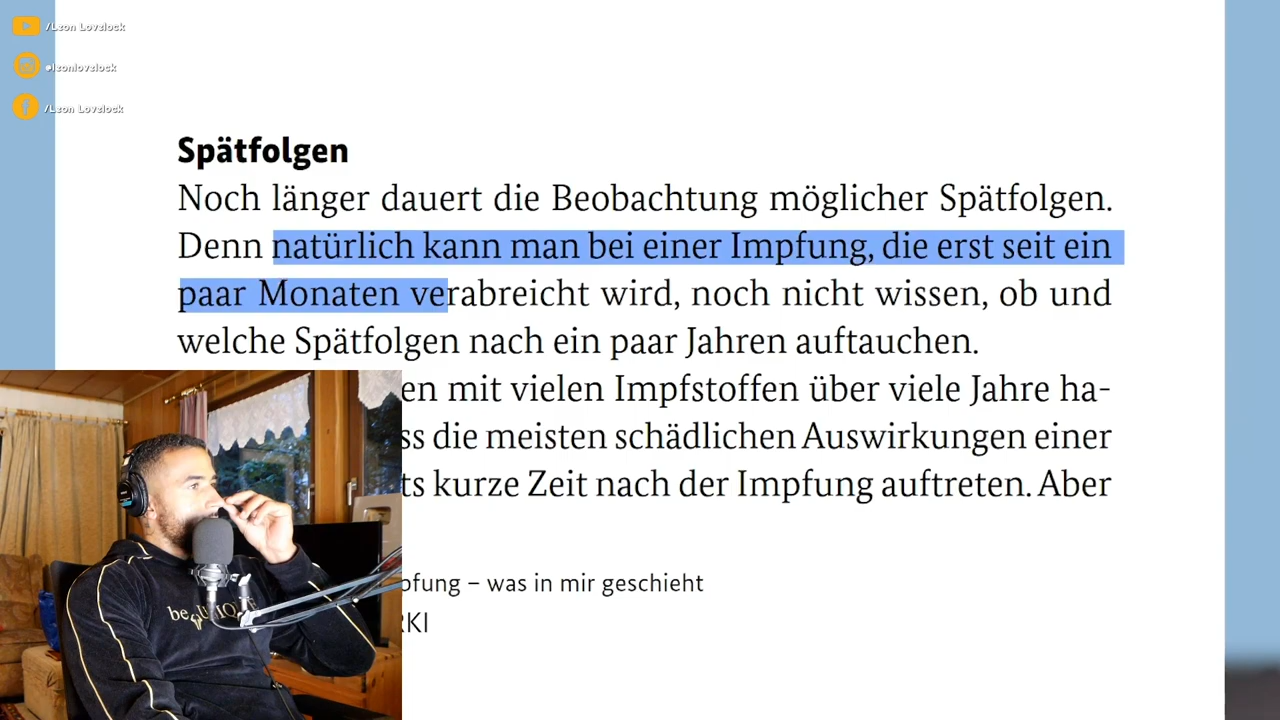 /Leon Lovelock
@leonlovelock
/Leon Lovelock
Spätfolgen
Noch länger dauert die Beobachtung möglicher Spätfolgen.
Denn natürlich kann man bei einer Impfung, die erst seit ein
paar Monaten verabreicht wird, noch nicht wissen, ob und
welche Spätfolgen nach ein paar Jahren auftauchen.
en mit vielen Impfstoffen über viele Jahre ha-
ss die meisten schädlichen Auswirkungen einer
ts kurze Zeit nach der Impfung auftreten. Aber
pfung – was in mir geschieht
RKI
be UNIQUE